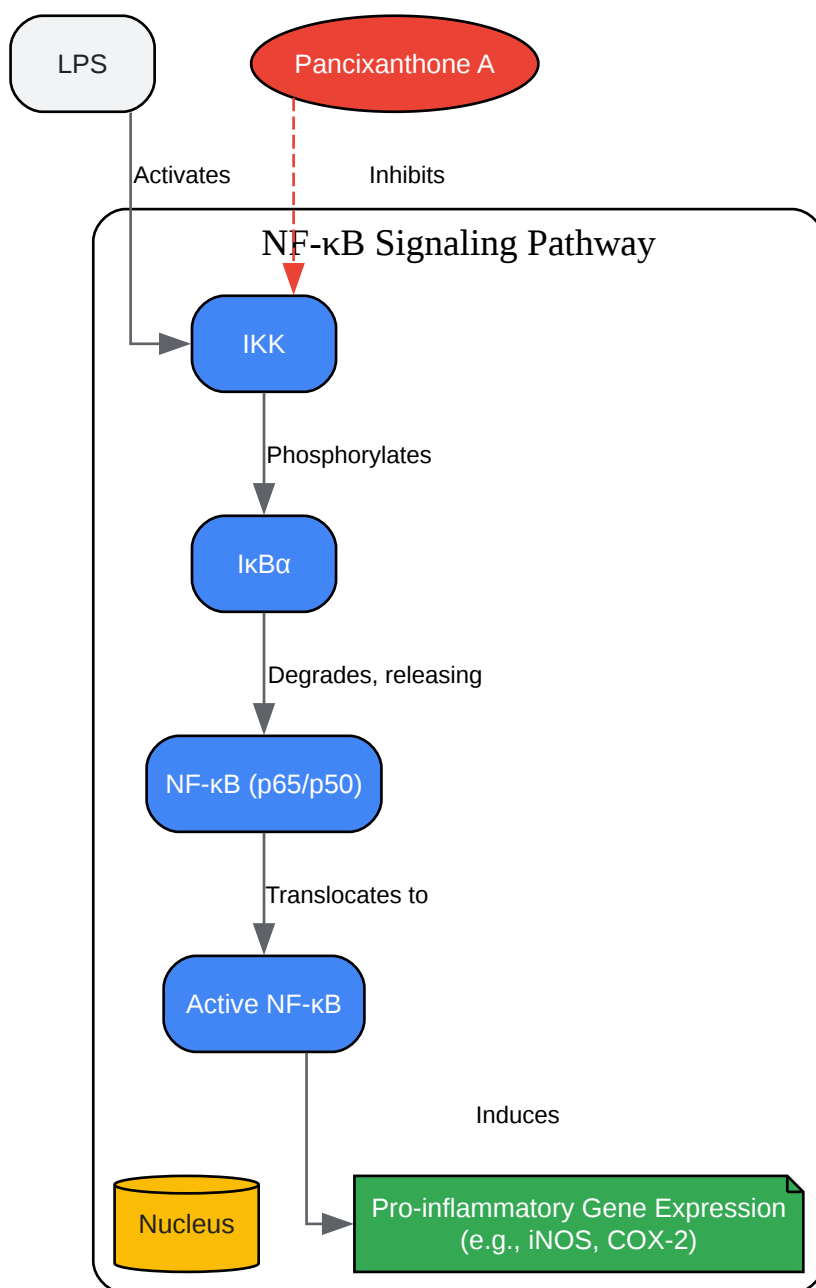 LPS
Pancixanthone A
Activates
Inhibits
NF-κB Signaling Pathway
IKK
Phosphorylates
IκBα
Degrades, releasing
NF-κB (p65/p50)
Translocates to
Active NF-κB
Induces
Nucleus
Pro-inflammatory Gene Expression
(e.g., iNOS, COX-2)